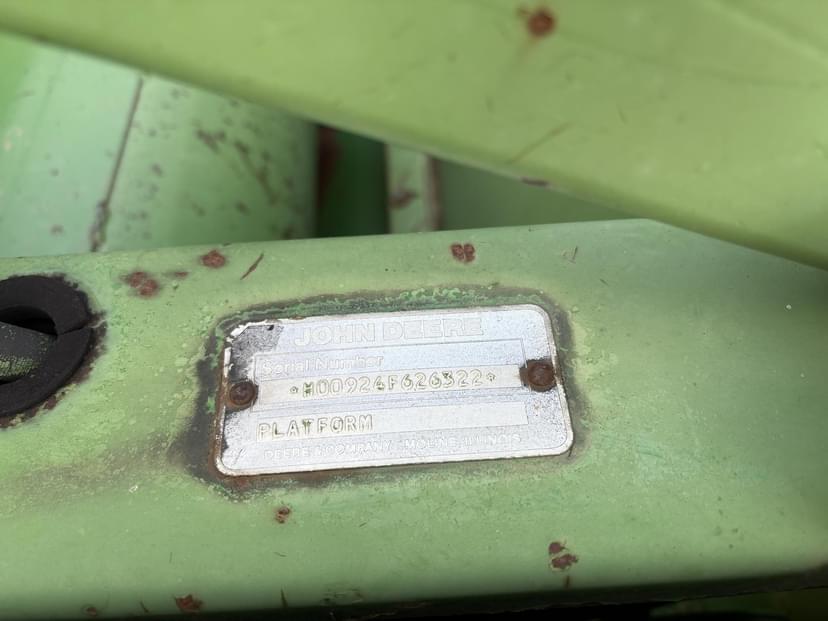 JOHN DEERE
Serial Number
*H00924F626322*
PLATFORM
DEERE & COMPANY MOLINE, ILLINOIS